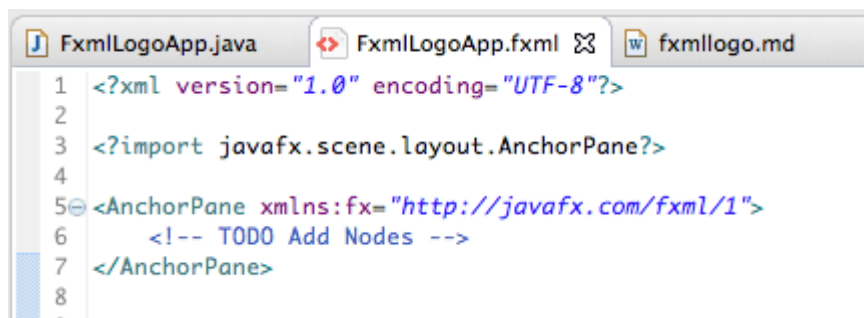 FxmlLogoApp.java FxmlLogoApp.fxml fxmllogo.md
1 <?xml version="1.0" encoding="UTF-8"?>
2
3 <?import javafx.scene.layout.AnchorPane?>
4
5 <AnchorPane xmlns:fx="http://javafx.com/fxml/1">
6 <!-- TODO Add Nodes -->
7 </AnchorPane>
8